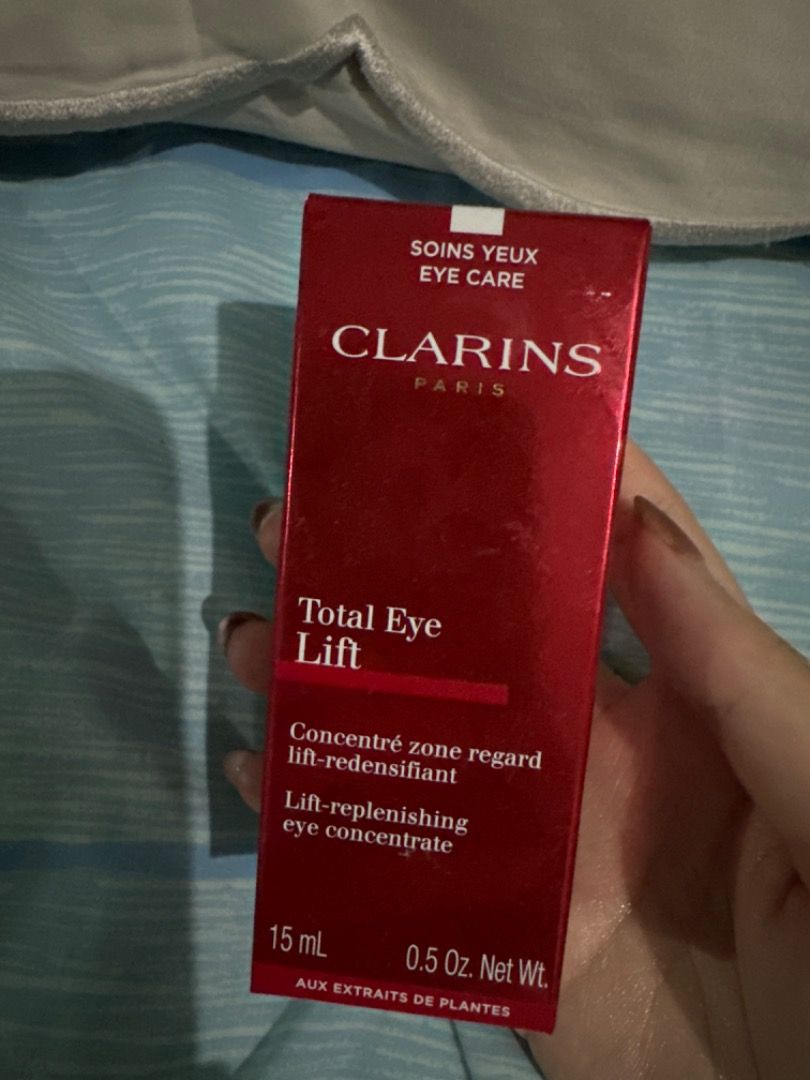 SOINS YEUX
EYE CARE
CLARINS
PARIS
Total Eye
Lift
Concentré zone regard
lift-redensifiant
Lift-replenishing
eye concentrate
15 mL 0.5 Oz. Net Wt.
AUX EXTRAITS DE PLANTES